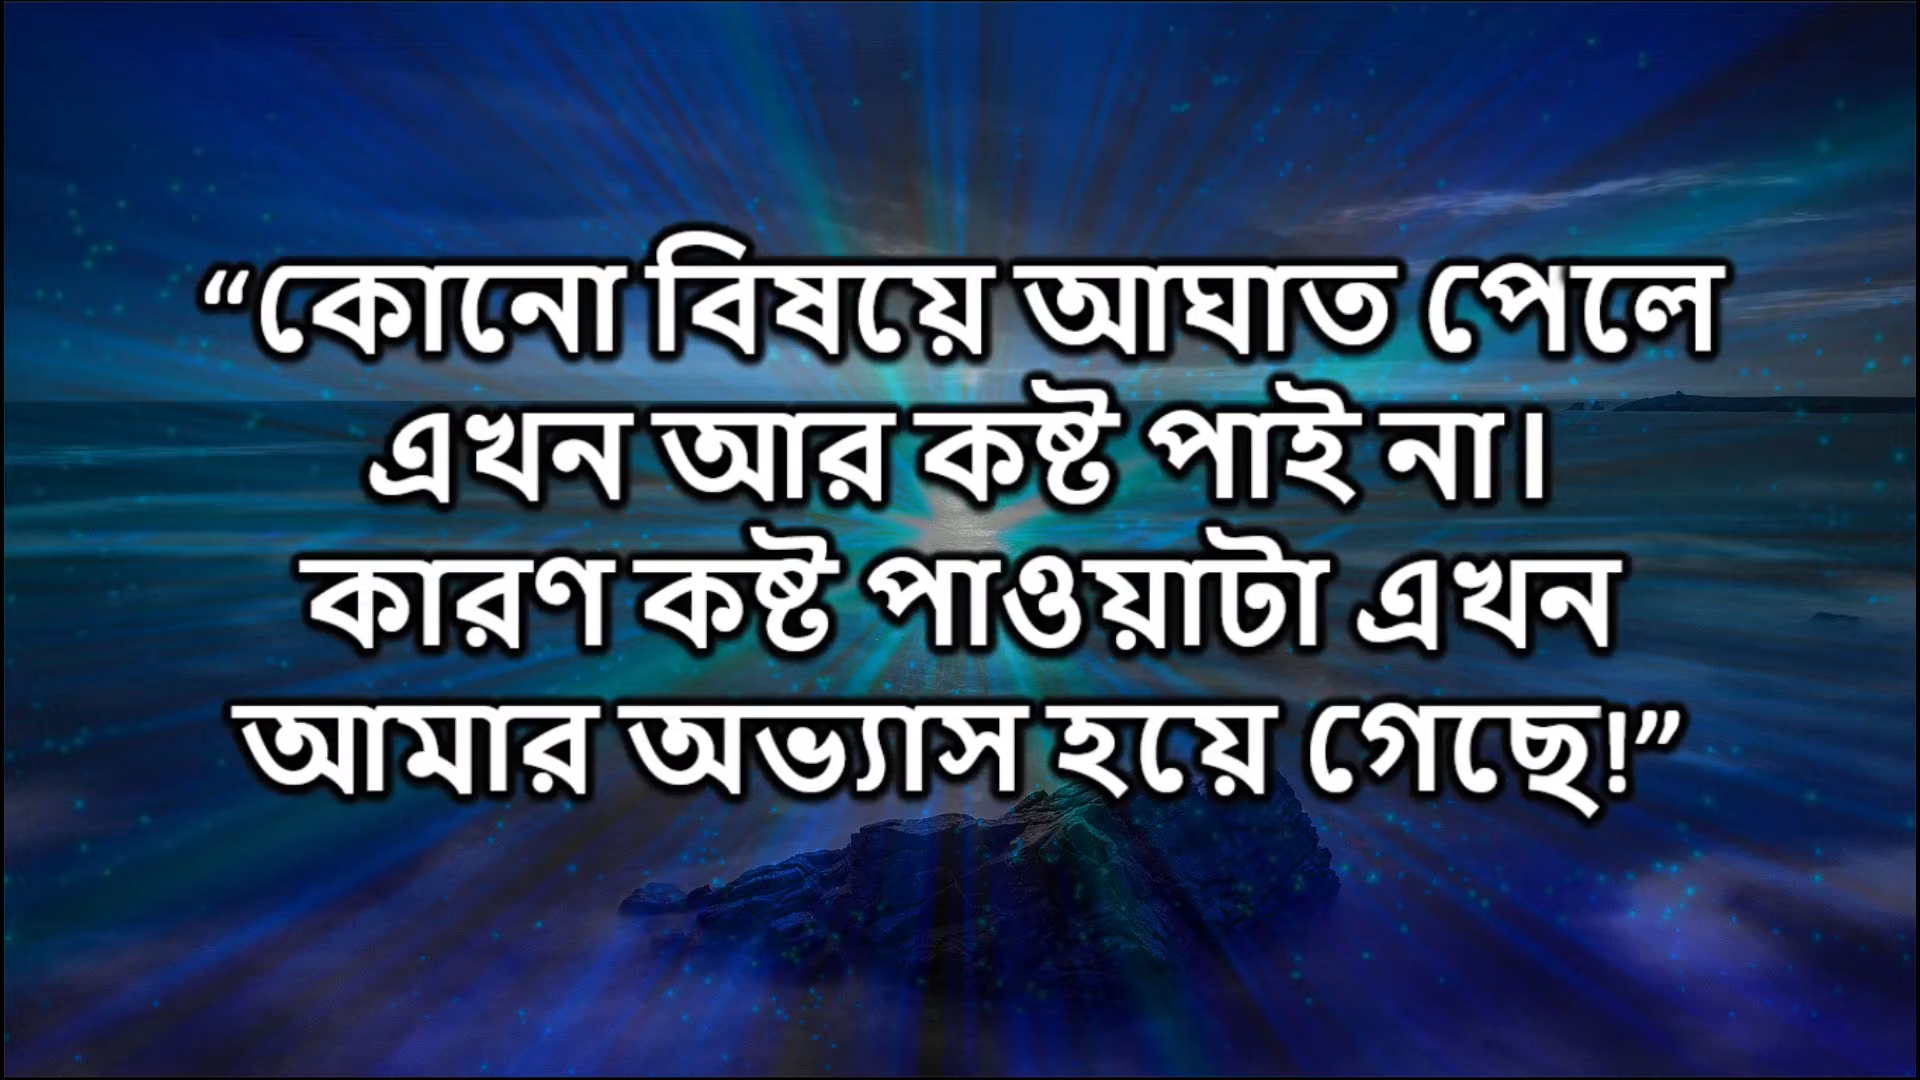 “কোনো বিষয়ে আঘাত পেলে
এখন আর কষ্ট পাই না।
কারণ কষ্ট পাওয়াটা এখন
আমার অভ্যাস হয়ে গেছে!”